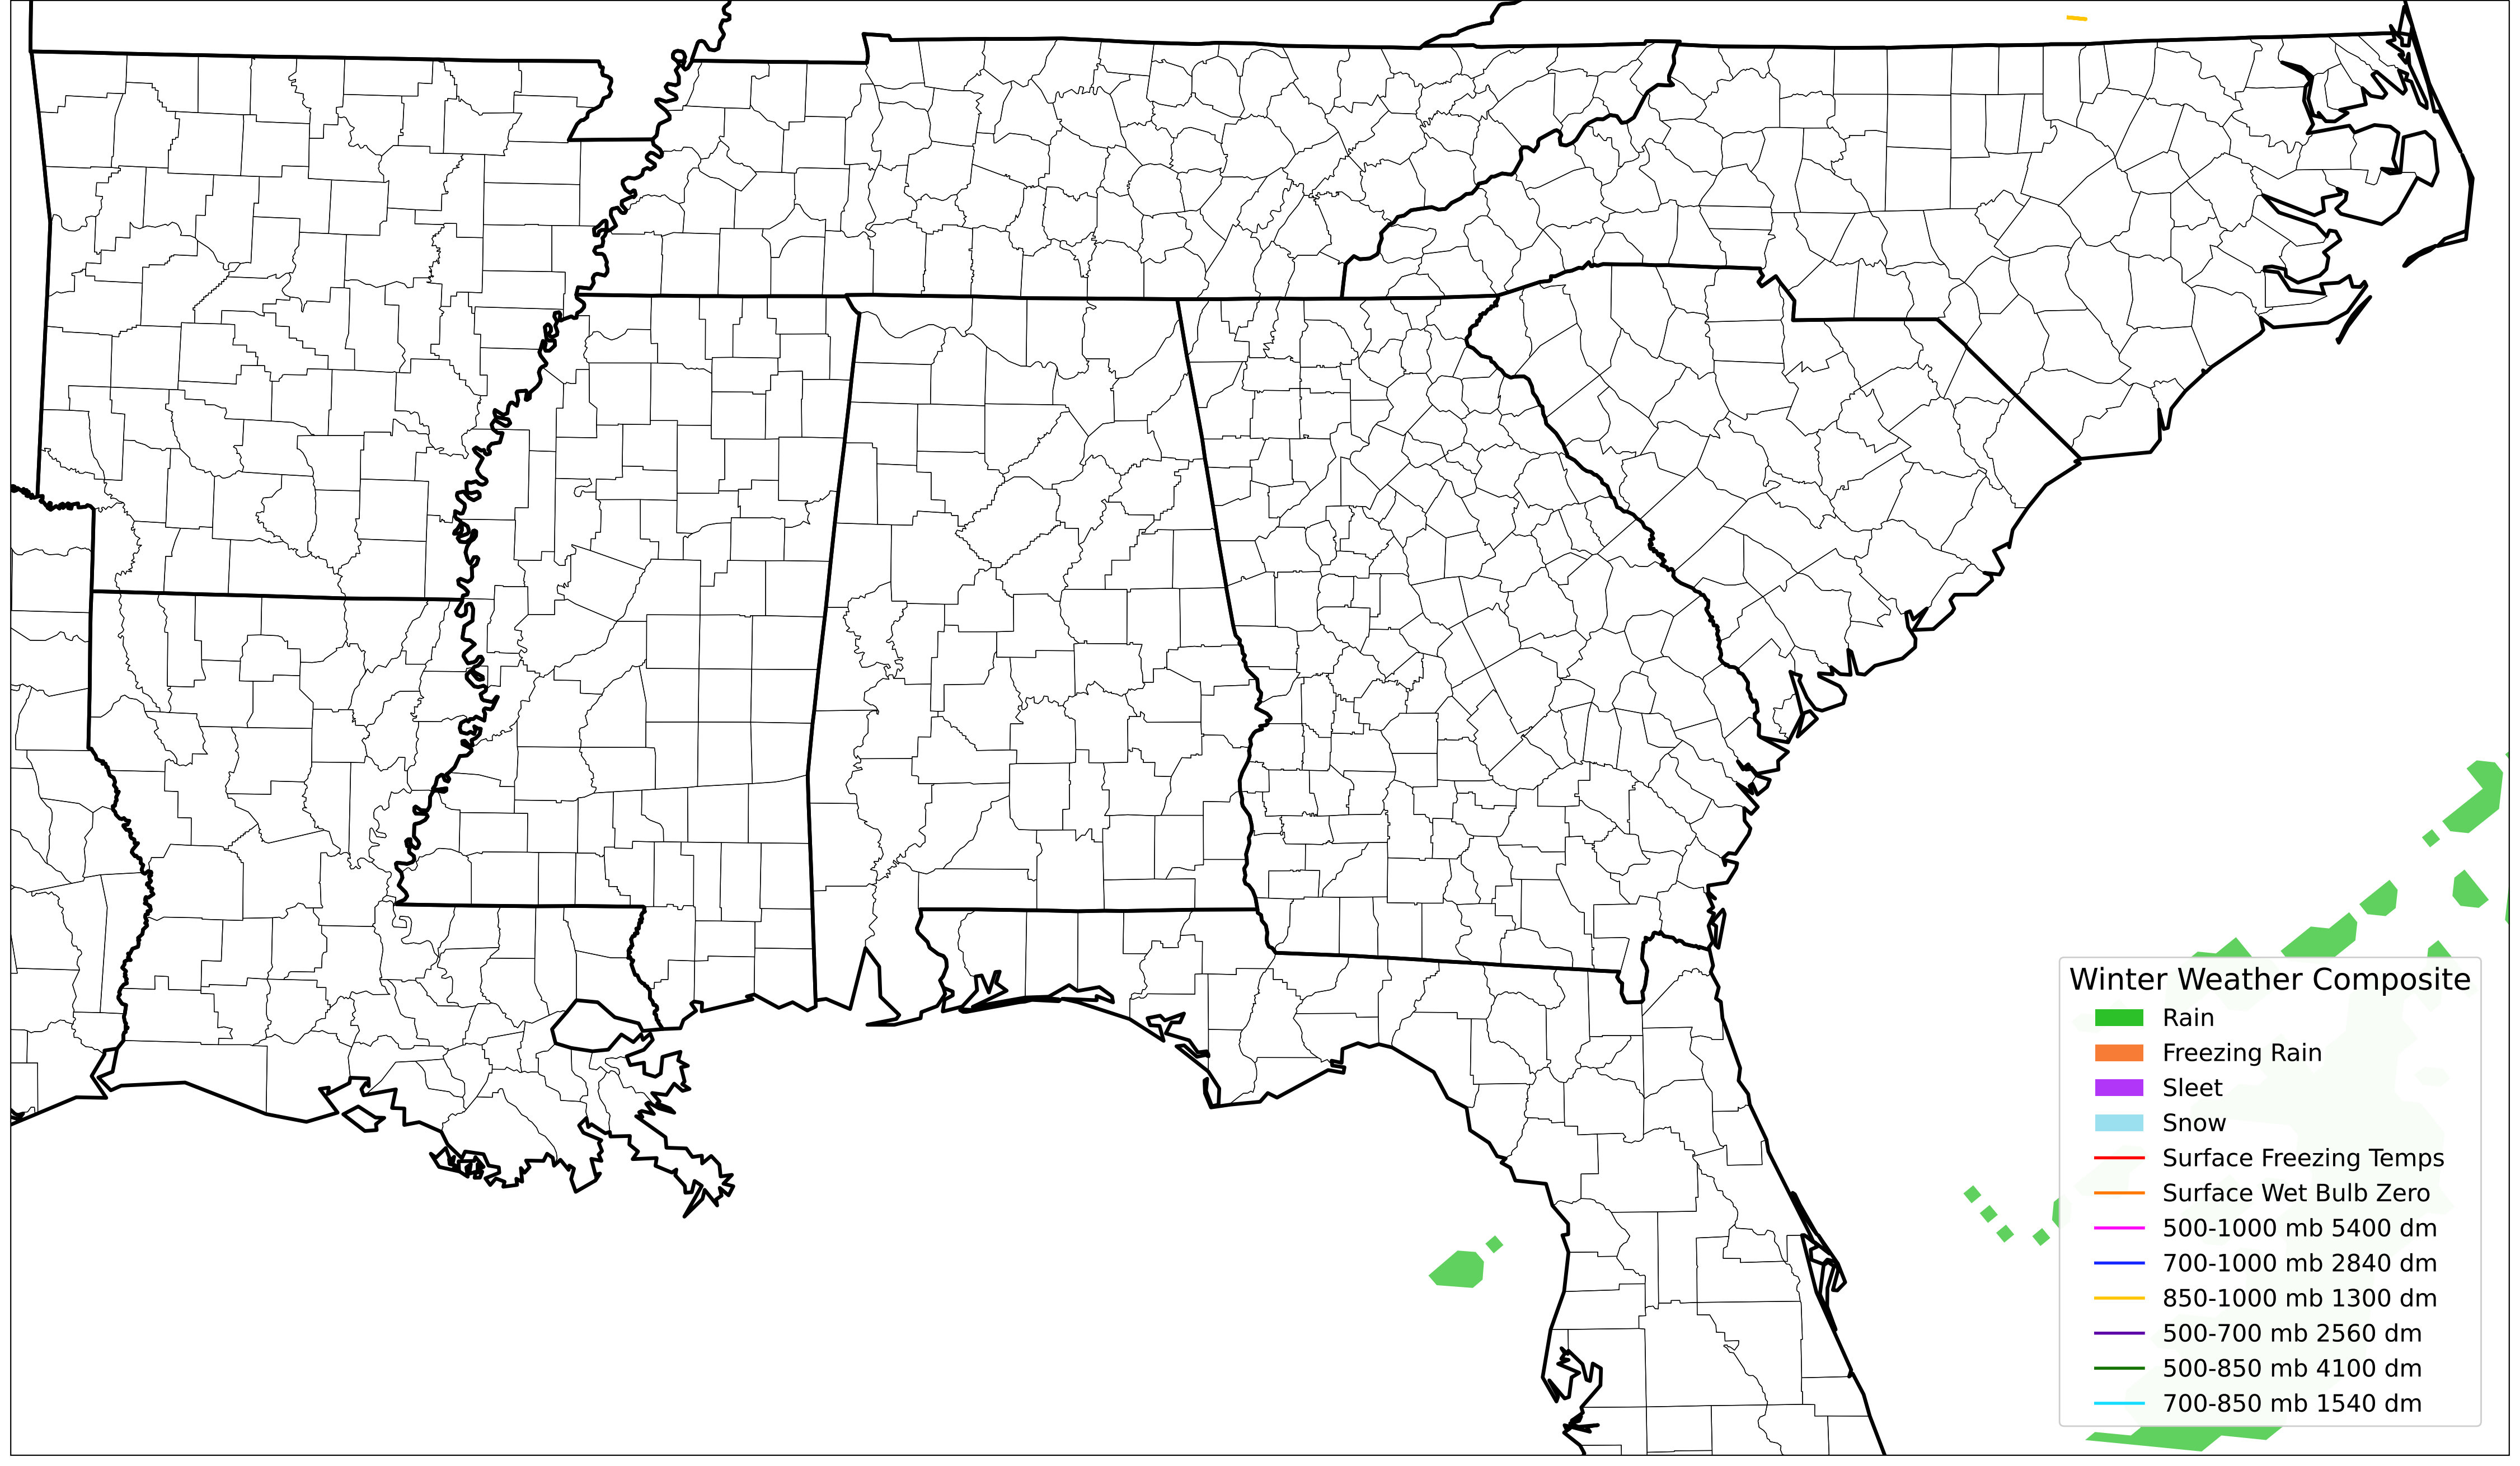 Winter Weather Composite
Rain
Freezing Rain
Sleet
Snow
Surface Freezing Temps
Surface Wet Bulb Zero
500-1000 mb 5400 dm
700-1000 mb 2840 dm
850-1000 mb 1300 dm
500-700 mb 2560 dm
500-850 mb 4100 dm
700-850 mb 1540 dm